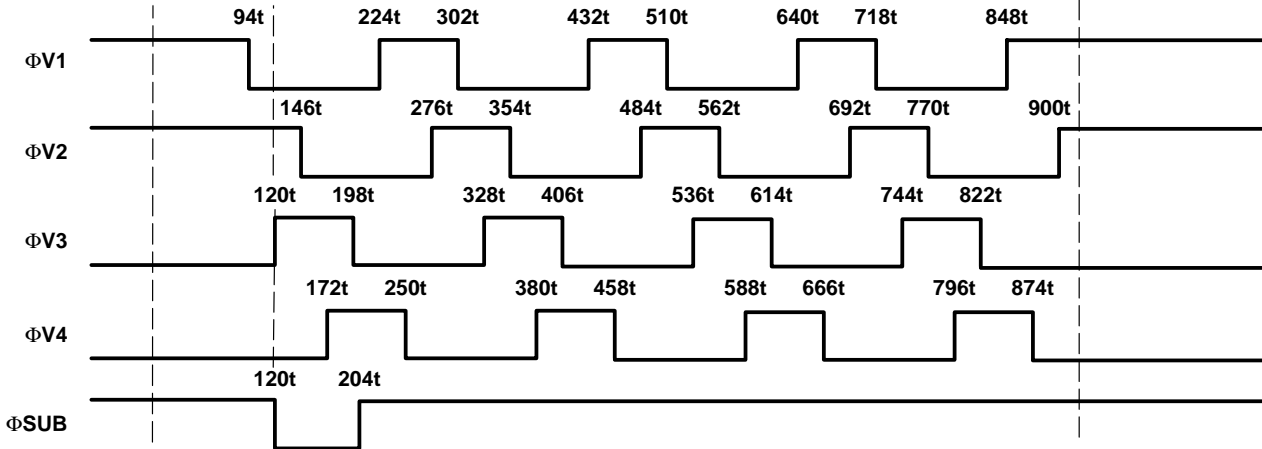 94t 224t 302t 432t 510t 640t 718t 848t
ΦV1
146t 276t 354t 484t 562t 692t 770t 900t
ΦV2
120t 198t 328t 406t 536t 614t 744t 822t
ΦV3
172t 250t 380t 458t 588t 666t 796t 874t
ΦV4
120t 204t
ΦSUB